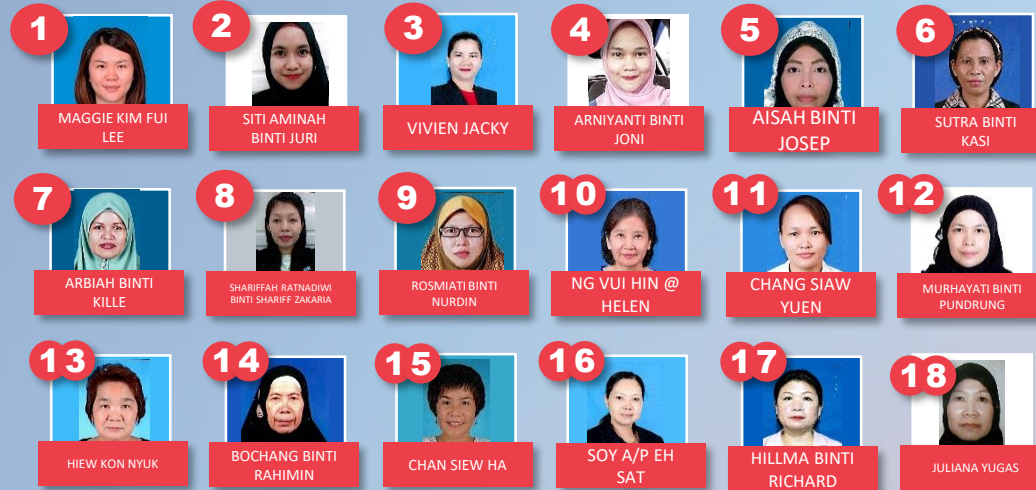 1
MAGGIE KIM FUI
LEE
2
SITI AMINAH
BINTI JURI
3
VIVIEN JACKY
4
ARNIYANTI BINTI
JONI
5
AISAH BINTI
JOSEP
6
SUTRA BINTI
KASI
7
ARBIAH BINTI
KILLE
8
SHARIFFAH RATNADIWI
BINTI SHARIFF ZAKARIA
9
ROSMIATI BINTI
NURDIN
10
NG VUI HIN @
HELEN
11
CHANG SIAW
YUEN
12
MURHAYATI BINTI
PUNDRUNG
13
HIEW KON NYUK
14
BOCHANG BINTI
RAHIMIN
15
CHAN SIEW HA
16
SOY A/P EH
SAT
17
HILLMA BINTI
RICHARD
18
JULIANA YUGAS